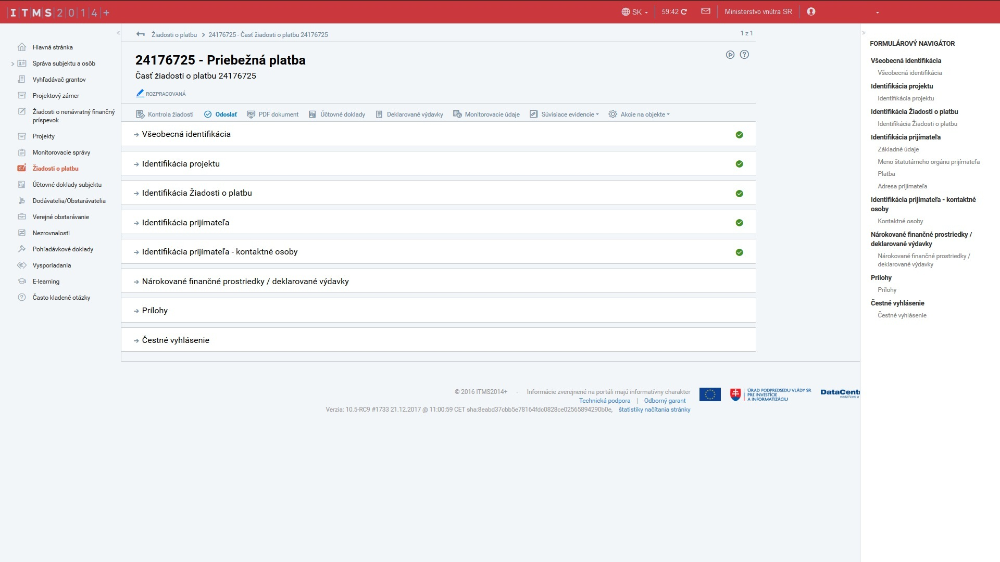 ITMS2014+
SK
59:42
Ministerstvo vnútra SR
Hlavná stránka
Správa subjektu a osôb
Vyhľadávač grantov
Projektový zámer
Žiadosti o nenávratný finančný
príspevok
Projekty
Monitorovacie správy
Žiadosti o platbu
Účtovné doklady subjektu
Dodávatelia/Obstarávatelia
Verejné obstarávanie
Nezrovnalosti
Pohľadávkové doklady
Vysporiadania
E-learning
Často kladené otázky
Žiadosti o platbu > 24176725 - Časť žiadosti o platbu 24176725
1 z 1
24176725 - Priebežná platba
Časť žiadosti o platbu 24176725
ROZPRACOVANÁ
Kontrola žiadosti Odoslať PDF dokument Účtovné doklady Deklarované výdavky Monitorovacie údaje Súvisiace evidencie Akcie na objekte
Všeobecná identifikácia
Identifikácia projektu
Identifikácia Žiadosti o platbu
Identifikácia prijímateľa
Identifikácia prijímateľa - kontaktné osoby
Nárokované finančné prostriedky / deklarované výdavky
Prílohy
Čestné vyhlásenie
© 2016 ITMS2014+ - Informácie zverejnené na portáli majú informatívny charakter
Technická podpora | Odborný garant
Verzia: 10.5-RC9 #1733 21.12.2017 @ 11:00:59 CET sha:8eabd37cbb5e78164fdc0828ce02565894290b0e, štatistiky načítania stránky
ÚRAD PODPREDSEDU VLÁDY SR
PRE INVESTÍCIE
A INFORMATIZÁCIU
DataCent
FORMULÁROVÝ NAVIGÁTOR
Všeobecná identifikácia
Všeobecná identifikácia
Identifikácia projektu
Identifikácia projektu
Identifikácia Žiadosti o platbu
Identifikácia Žiadosti o platbu
Identifikácia prijímateľa
Základné údaje
Meno štatutárneho orgánu prijímateľa
Platba
Adresa prijímateľa
Identifikácia prijímateľa - kontaktné
osoby
Kontaktné osoby
Nárokované finančné prostriedky /
deklarované výdavky
Nárokované finančné prostriedky /
deklarované výdavky
Prílohy
Prílohy
Čestné vyhlásenie
Čestné vyhlásenie